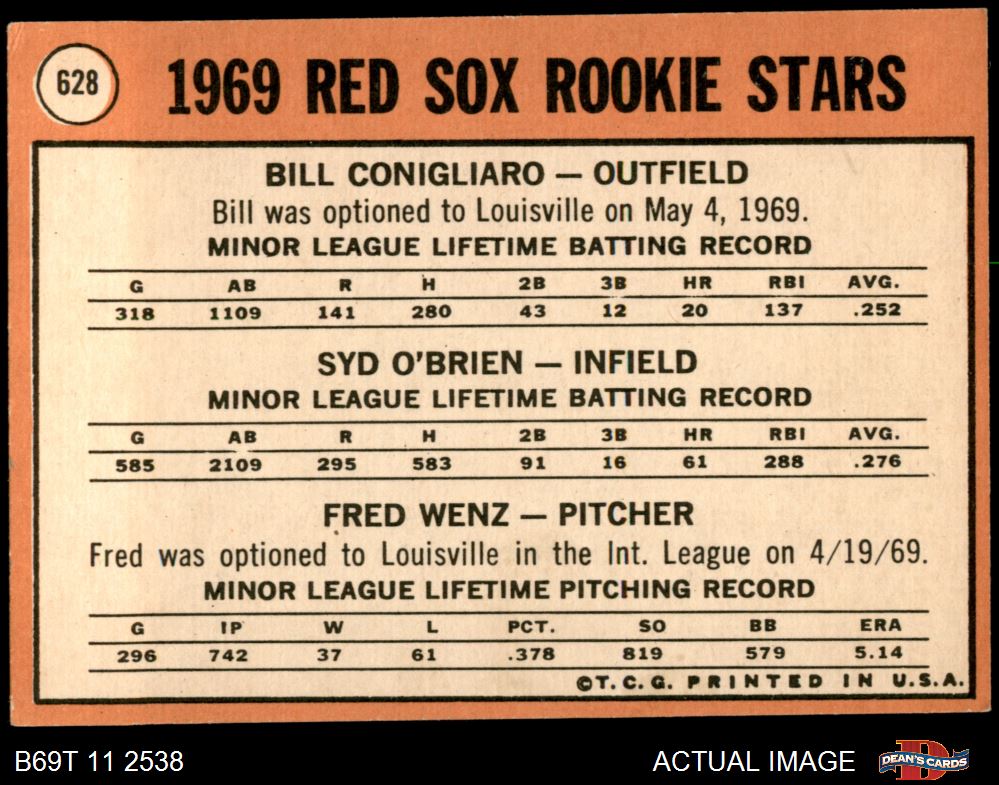 628
1969 RED SOX ROOKIE STARS
BILL CONIGLIARO — OUTFIELD
Bill was optioned to Louisville on May 4, 1969.
MINOR LEAGUE LIFETIME BATTING RECORD
G AB R H 2B 3B HR RBI AVG.
318 1109 141 280 43 12 20 137 .252
SYD O'BRIEN — INFIELD
MINOR LEAGUE LIFETIME BATTING RECORD
G AB R H 2B 3B HR RBI AVG.
585 2109 295 583 91 16 61 288 .276
FRED WENZ — PITCHER
Fred was optioned to Louisville in the Int. League on 4/19/69.
MINOR LEAGUE LIFETIME PITCHING RECORD
G IP W L PCT. SO BB ERA
296 742 37 61 .378 819 579 5.14
©T.C.G. PRINTED IN U.S.A.
B69T 11 2538 ACTUAL IMAGE D DEAN'S CARDS